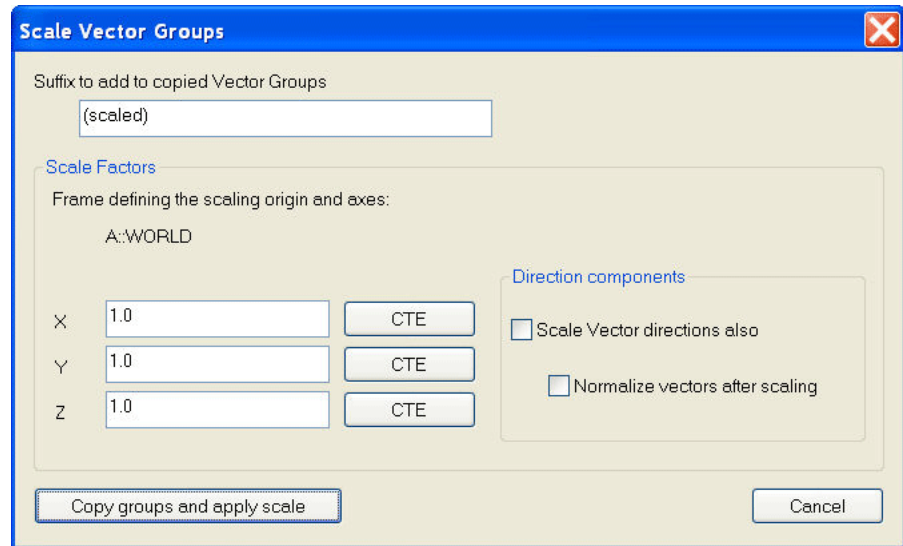 Scale Vector Groups
Suffix to add to copied Vector Groups
(scaled)
Scale Factors
Frame defining the scaling origin and axes:
A::WORLD
Direction components
X 1.0 CTE
Scale Vector directions also
Y 1.0 CTE
Normalize vectors after scaling
Z 1.0 CTE
Copy groups and apply scale
Cancel